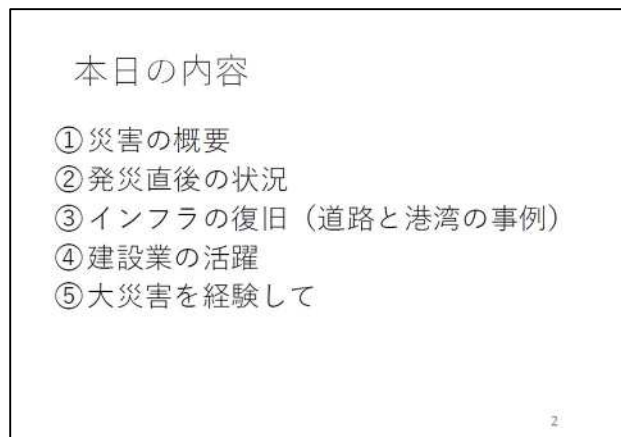 本日の内容
①災害の概要
②発災直後の状況
③インフラの復旧（道路と港湾の事例）
④建設業の活躍
⑤大災害を経験して
2